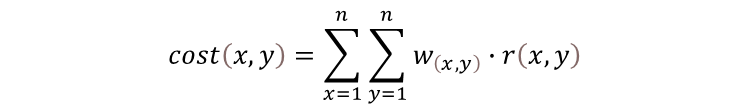 cost(x, y) = ∑_{x=1}^{n} ∑_{y=1}^{n} w_{(x,y)} · r(x, y)